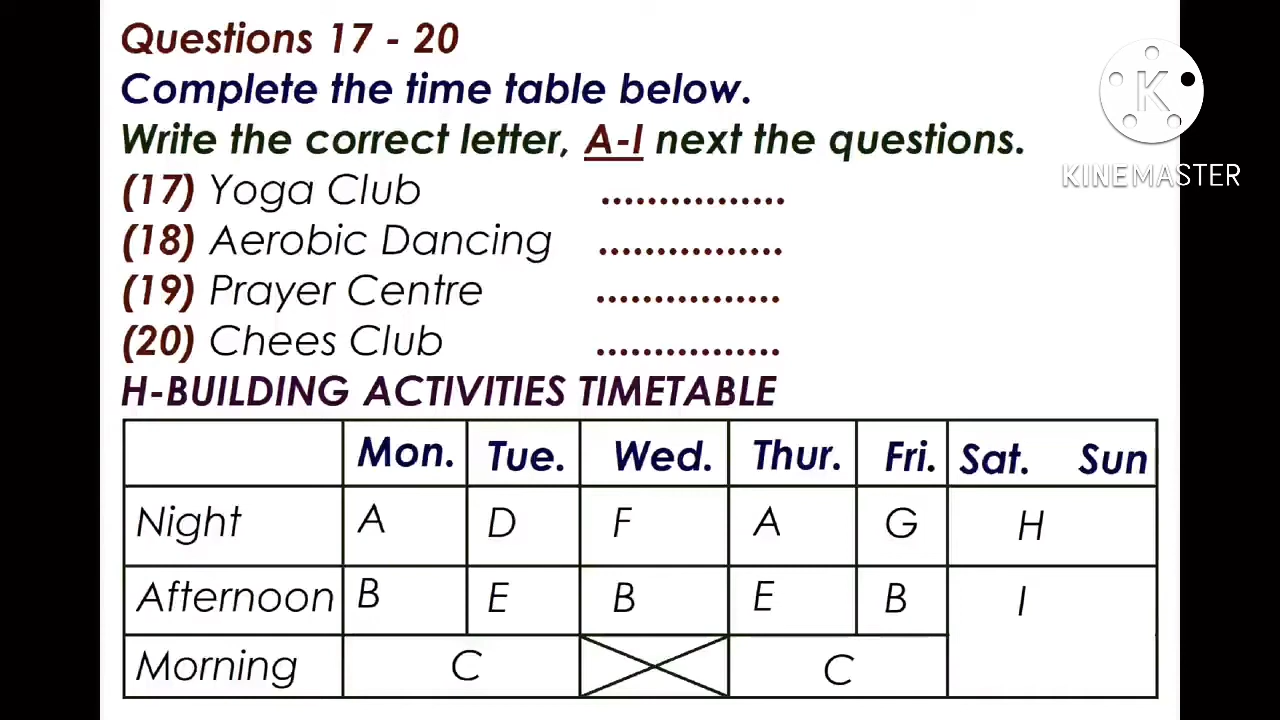 Questions 17 - 20
Complete the time table below.
Write the correct letter, A-I next the questions.
(17) Yoga Club ................
(18) Aerobic Dancing ................
(19) Prayer Centre ................
(20) Chees Club ................
H-BUILDING ACTIVITIES TIMETABLE
Mon. Tue. Wed. Thur. Fri. Sat. Sun
Night A D F A G H
Afternoon B E B E B I
Morning C C
K
KINEMASTER